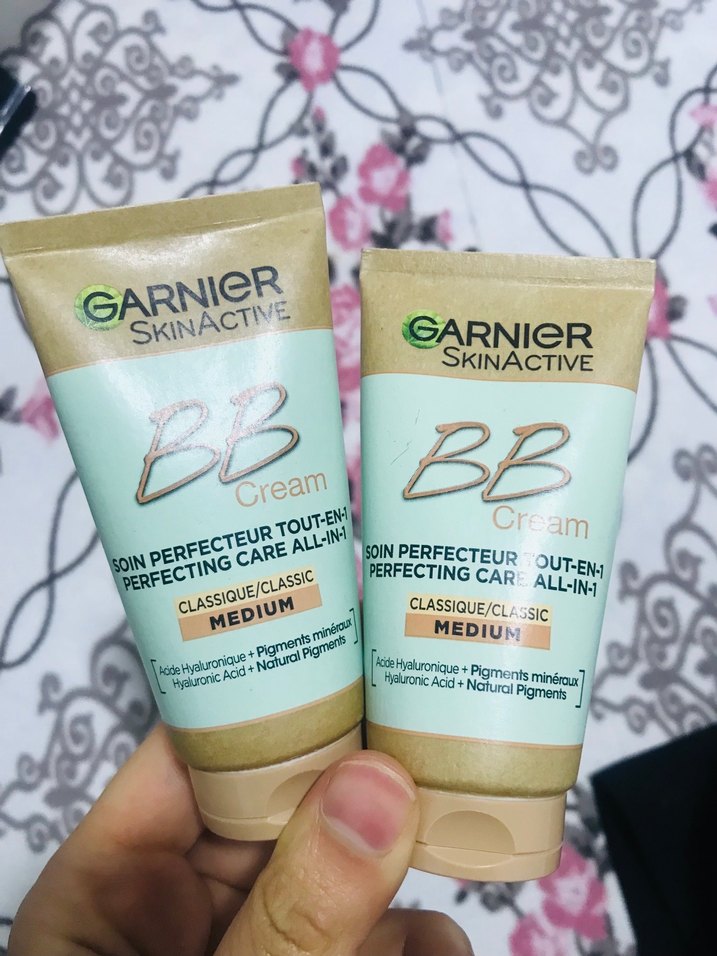 GARNIER
SKINACTIVE
BB
Cream
SOIN PERFECTEUR TOUT-EN-1
PERFECTING CARE ALL-IN-1
CLASSIQUE/CLASSIC
MEDIUM
[Acide Hyaluronique + Pigments minéraux
Hyaluronic Acid + Natural Pigments]
GARNIER
SKINACTIVE
BB
Cream
SOIN PERFECTEUR TOUT-EN-1
PERFECTING CARE ALL-IN-1
CLASSIQUE/CLASSIC
MEDIUM
[Acide Hyaluronique + Pigments minéraux
Hyaluronic Acid + Natural Pigments]